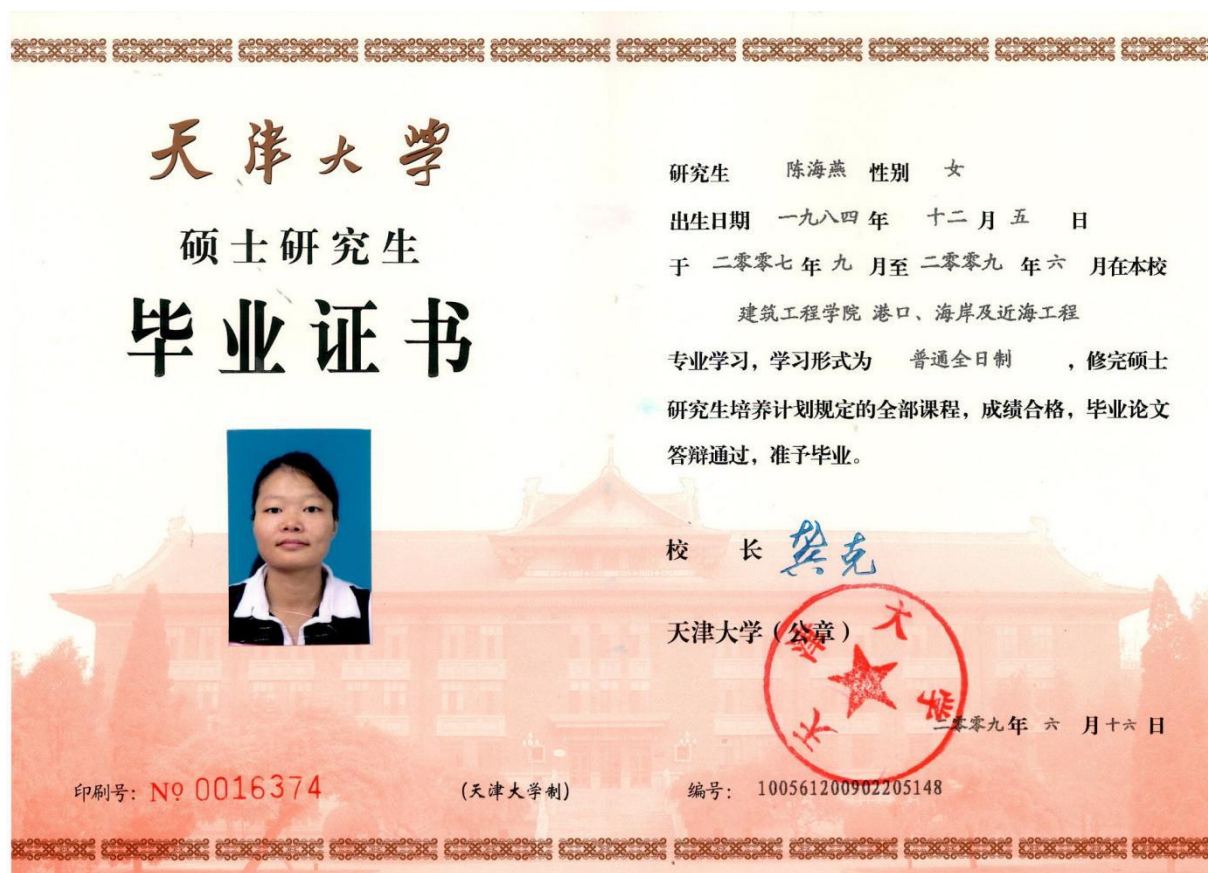 天津大学
硕士研究生
毕业证书
印刷号：№ 0016374
(天津大学制)
研究生 陈海燕 性别 女
出生日期 一九八四 年 十二 月 五 日
于 二零零七 年 九 月至 二零零九 年 六 月在本校
建筑工程学院 港口、海岸及近海工程
专业学习，学习形式为 普通全日制 ，修完硕士
研究生培养计划规定的全部课程，成绩合格，毕业论文
答辩通过，准予毕业。
校 长 龚克
天津大学（公章）
天津大学
二零零九 年 六 月 十六 日
编号： 100561200902205148